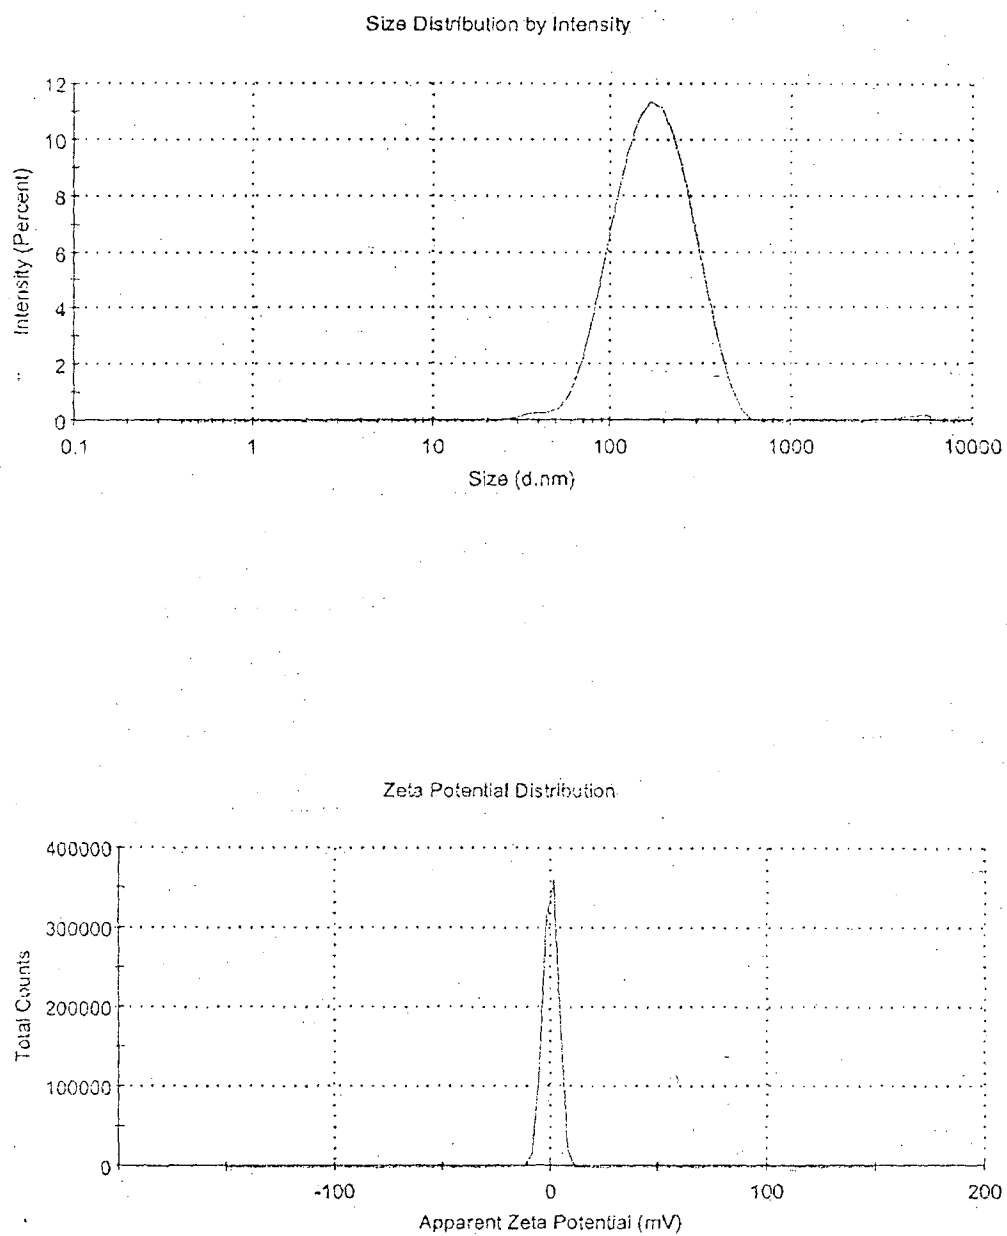 Size Distribution by Intensity
12
10
8
6
4
2
0
Intensity (Percent)
0.1 1 10 100 1000 10000
Size (d.nm)
Zeta Potential Distribution
400000
300000
200000
100000
0
Total Counts
-100 0 100 200
Apparent Zeta Potential (mV)